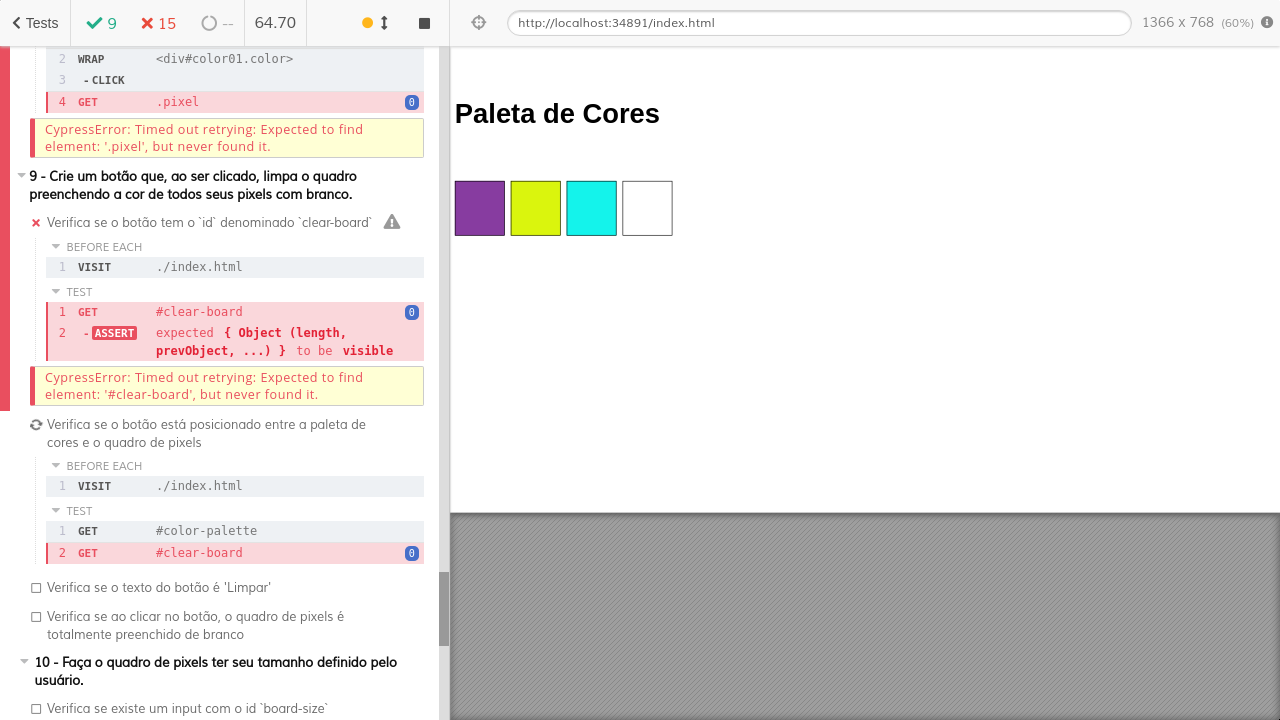 Tests 9 15 -- 64.70
http://localhost:34891/index.html 1366 x 768 (60%)
2 WRAP <div#color01.color>
3 -CLICK
4 GET .pixel 0
CypressError: Timed out retrying: Expected to find
element: '.pixel', but never found it.
9 - Crie um botão que, ao ser clicado, limpa o quadro
preenchendo a cor de todos seus pixels com branco.
Verifica se o botão tem o `id` denominado `clear-board`
BEFORE EACH
1 VISIT ./index.html
TEST
1 GET #clear-board 0
2 -ASSERT expected { Object (length,
prevObject, ...) } to be visible
CypressError: Timed out retrying: Expected to find
element: '#clear-board', but never found it.
Verifica se o botão está posicionado entre a paleta de
cores e o quadro de pixels
BEFORE EACH
1 VISIT ./index.html
TEST
1 GET #color-palette
2 GET #clear-board 0
Verifica se o texto do botão é 'Limpar'
Verifica se ao clicar no botão, o quadro de pixels é
totalmente preenchido de branco
10 - Faça o quadro de pixels ter seu tamanho definido pelo
usuário.
Verifica se existe um input com o id `board-size`
Paleta de Cores